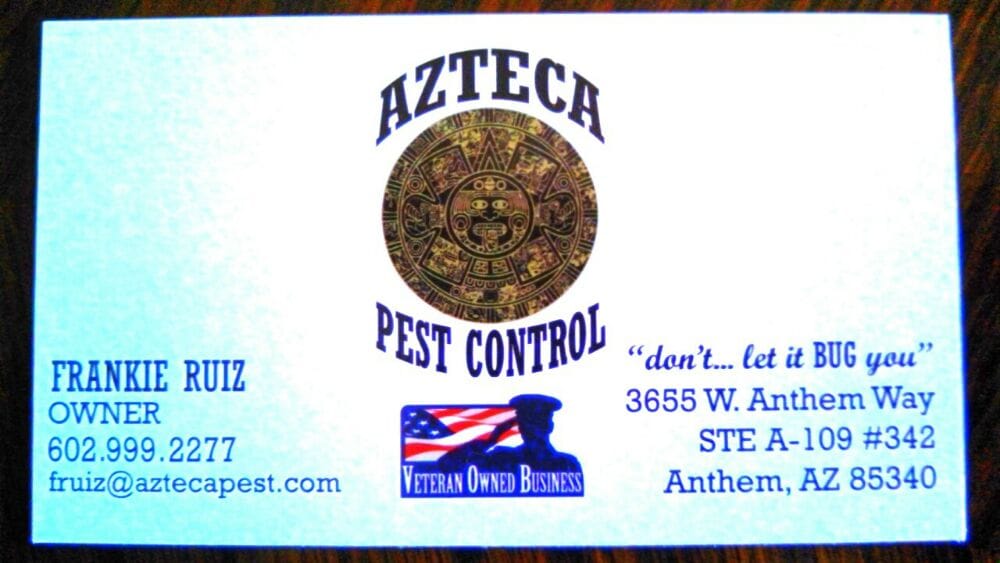 AZTECA
PEST CONTROL
FRANKIE RUIZ
OWNER
602.999.2277
fruiz@aztecapest.com
VETERAN OWNED BUSINESS
“don't... let it BUG you”
3655 W. Anthem Way
STE A-109 #342
Anthem, AZ 85340